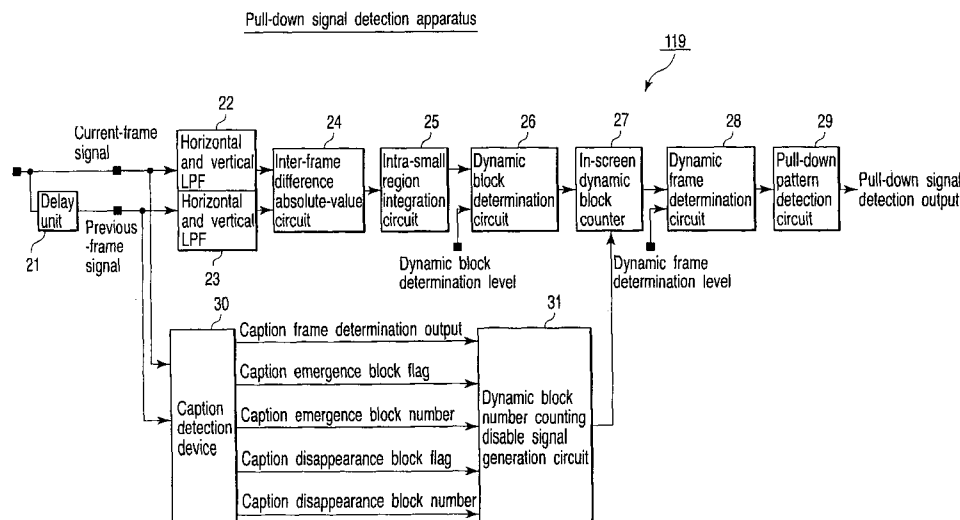 Pull-down signal detection apparatus
119
22
24
25
26
27
28
29
Current-frame
signal
Horizontal
and vertical
LPF
Horizontal
and vertical
LPF
23
Inter-frame
difference
absolute-value
circuit
Intra-small
region
integration
circuit
Dynamic
block
determination
circuit
In-screen
dynamic
block
counter
Dynamic
frame
determination
circuit
Pull-down
pattern
detection
circuit
Pull-down signal
detection output
Delay
unit
21
Previous
-frame
signal
Dynamic block
determination level
Dynamic frame
determination level
30
31
Caption
detection
device
Caption frame determination output
Caption emergence block flag
Caption emergence block number
Caption disappearance block flag
Caption disappearance block number
Dynamic block
number counting
disable signal
generation circuit